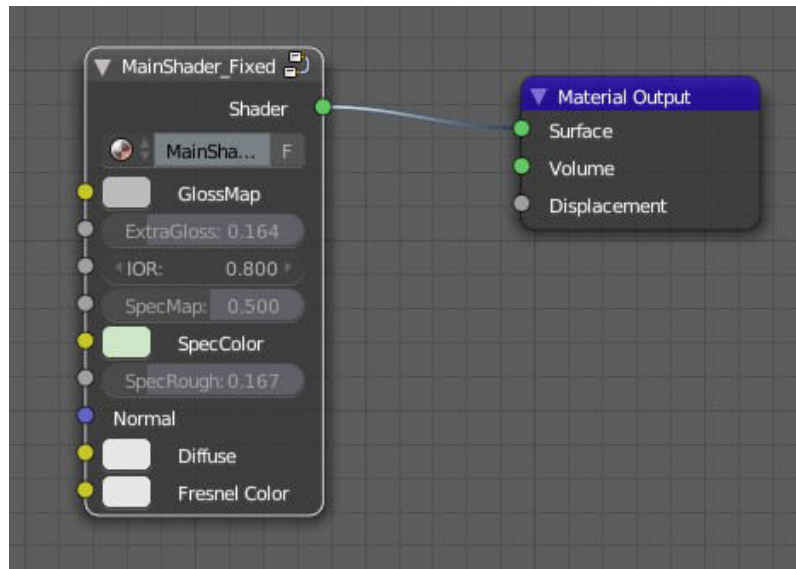 MainShader_Fixed
Shader
MainSha... F
GlossMap
ExtraGloss: 0.164
IOR: 0.800
SpecMap: 0.500
SpecColor
SpecRough: 0.167
Normal
Diffuse
Fresnel Color
Material Output
Surface
Volume
Displacement